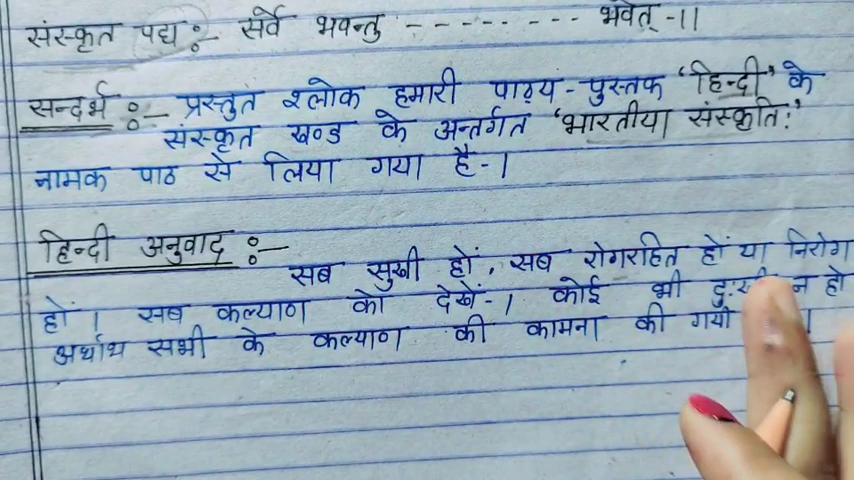 संस्कृत पद्य :- सर्वे भवन्तु - - - - - - - - भवेत् -॥
सन्दर्भ :- प्रस्तुत श्लोक हमारी पाठ्य-पुस्तक 'हिन्दी' के
संस्कृत खण्ड के अन्तर्गत 'भारतीया संस्कृति:'
नामक पाठ से लिया गया है-।
हिन्दी अनुवाद :-
सब सुखी हों, सब रोगरहित हों या निरोग
हों। सब कल्याण को देखें-। कोई भी न हो
अर्थाथ सभी के कल्याण की कामना की गयी ।